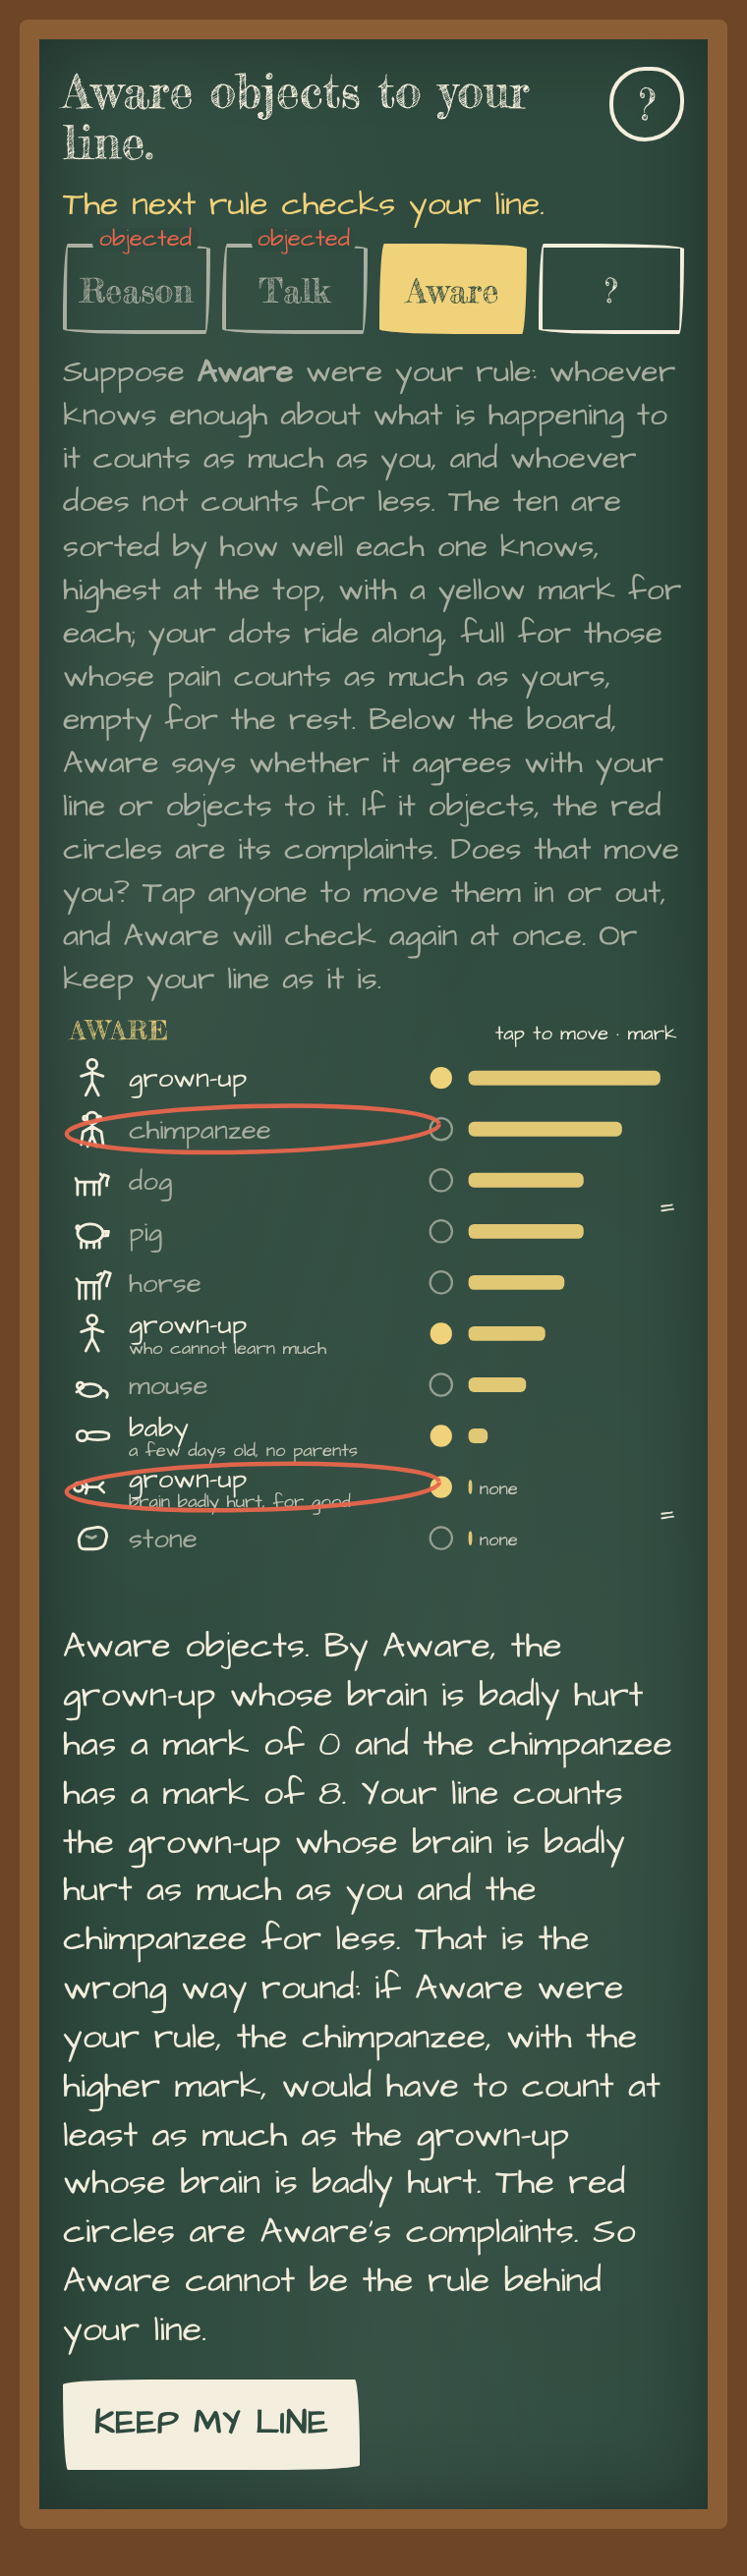 Aware objects to your
line.
?
The next rule checks your line.
objected
objected
Reason
Talk
Aware
?
Suppose Aware were your rule: whoever
knows enough about what is happening to
it counts as much as you, and whoever
does not counts for less. The ten are
sorted by how well each one knows,
highest at the top, with a yellow mark for
each; your dots ride along, full for those
whose pain counts as much as yours,
empty for the rest. Below the board,
Aware says whether it agrees with your
line or objects to it. If it objects, the red
circles are its complaints. Does that move
you? Tap anyone to move them in or out,
and Aware will check again at once. Or
keep your line as it is.
AWARE
tap to move · mark
grown-up
chimpanzee
dog
=
pig
horse
grown-up
who cannot learn much
mouse
baby
a few days old, no parents
grown-up
brain badly hurt, for good
none
=
stone
none
Aware objects. By Aware, the
grown-up whose brain is badly hurt
has a mark of 0 and the chimpanzee
has a mark of 8. Your line counts
the grown-up whose brain is badly
hurt as much as you and the
chimpanzee for less. That is the
wrong way round: if Aware were
your rule, the chimpanzee, with the
higher mark, would have to count at
least as much as the grown-up
whose brain is badly hurt. The red
circles are Aware's complaints. So
Aware cannot be the rule behind
your line.
KEEP MY LINE